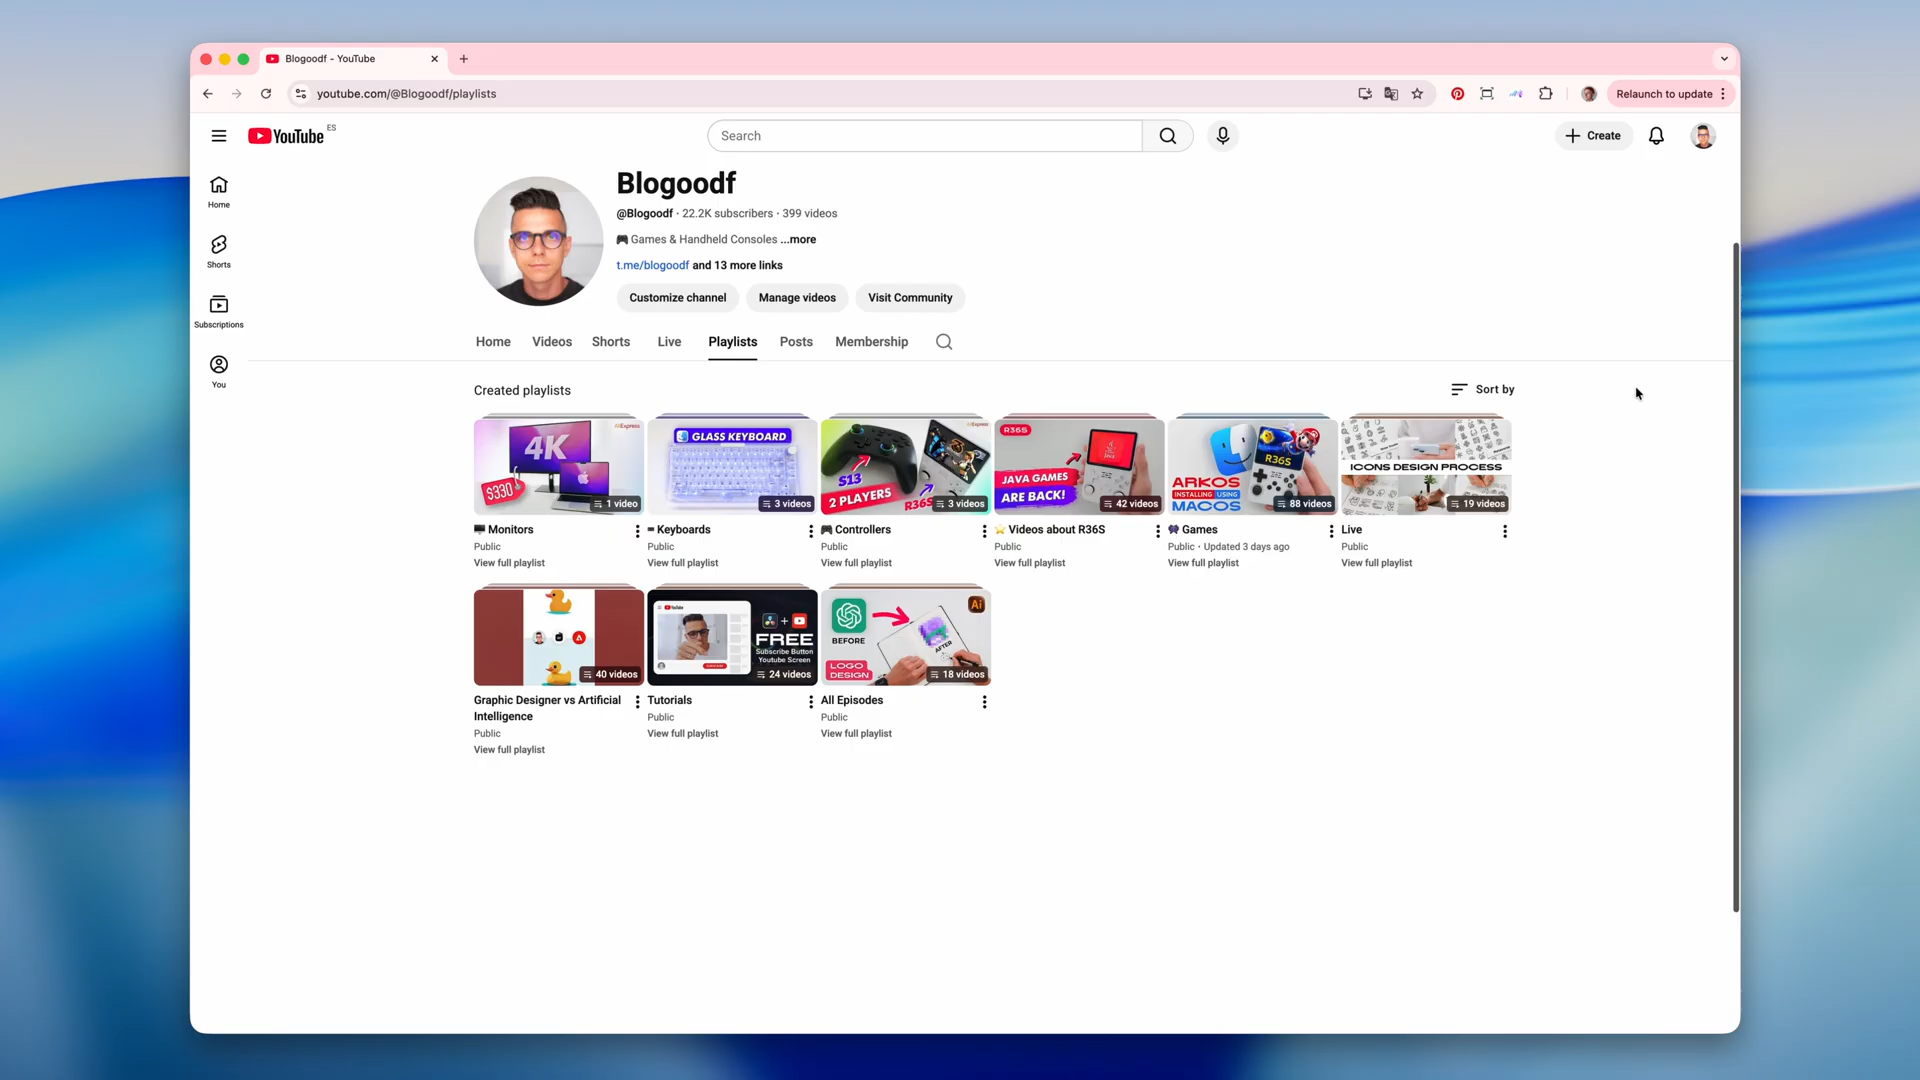 Blogoodf - YouTube
youtube.com/@Blogoodf/playlists
Relaunch to update
YouTube ES
Search
Create
Home
Shorts
Subscriptions
You
Blogoodf
@Blogoodf · 22.2K subscribers · 399 videos
🎮 Games & Handheld Consoles ...more
t.me/blogoodf and 13 more links
Customize channel
Manage videos
Visit Community
Home
Videos
Shorts
Live
Playlists
Posts
Membership
Created playlists
Sort by
AliExpress
4K
$330
1 video
🖥️ Monitors
Public
View full playlist
GLASS KEYBOARD
3 videos
Keyboards
Public
View full playlist
AliExpress
S13
2 PLAYERS
R36S
3 videos
🎮 Controllers
Public
View full playlist
R36S
JAVA
JAVA GAMES
ARE BACK!
42 videos
⭐ Videos about R36S
Public
View full playlist
R36S
ARKOS
INSTALLING USING
MACOS
88 videos
👾 Games
Public · Updated 3 days ago
View full playlist
ICONS DESIGN PROCESS
19 videos
Live
Public
View full playlist
40 videos
Graphic Designer vs Artificial
Intelligence
Public
View full playlist
YouTube
FREE
Subscribe Button
Youtube Screen
24 videos
Tutorials
Public
View full playlist
Ai
BEFORE
AFTER
LOGO
DESIGN
18 videos
All Episodes
Public
View full playlist